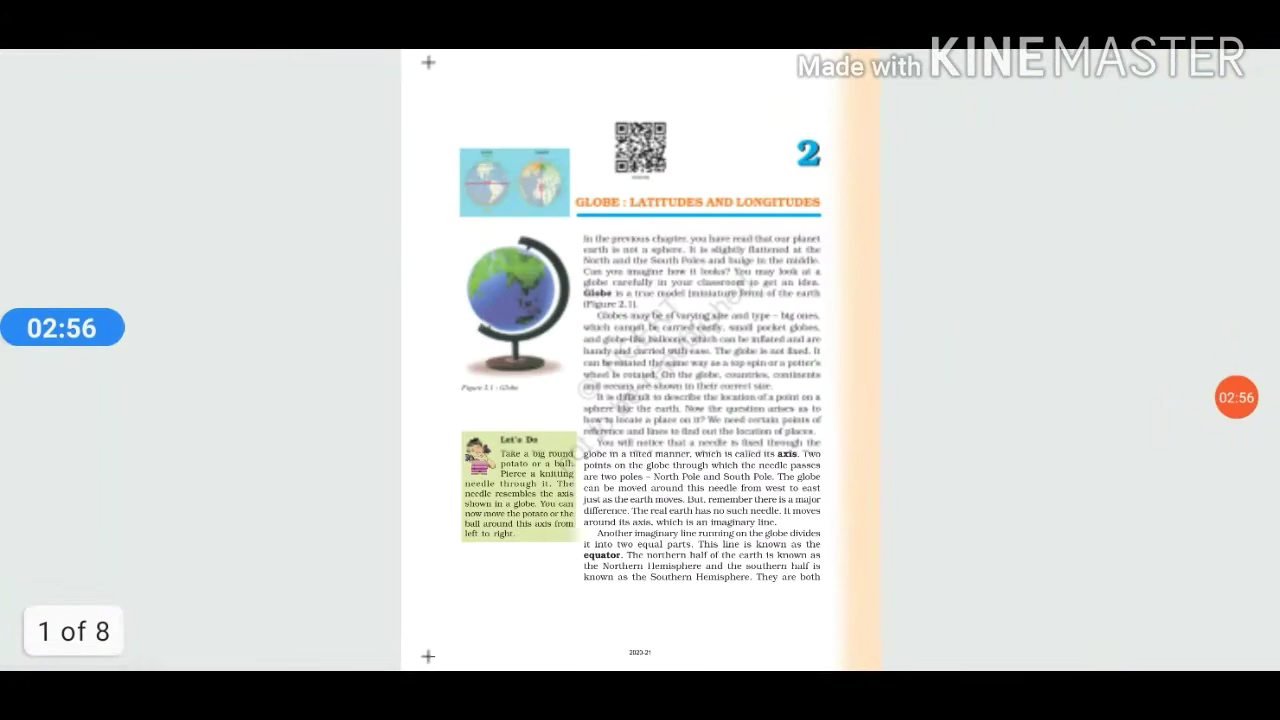 Made with KINEMASTER
2
GLOBE : LATITUDES AND LONGITUDES
In the previous chapter, you have read that our planet
earth is not a sphere. It is slightly flattened at the
North and the South Poles and bulge in the middle.
Can you imagine how it looks? You may look at a
globe carefully in your classroom to get an idea.
Globe is a true model (miniature form) of the earth
(Figure 2.1).
Globes may be of varying size and type – big ones,
which cannot be carried easily, small pocket globes,
and globe-like balloons, which can be inflated and are
handy and carried with ease. The globe is not fixed. It
can be rotated the same way as a top spin or a potter's
wheel is rotated. On the globe, countries, continents
and oceans are shown in their correct size.
It is difficult to describe the location of a point on a
sphere like the earth. Now the question arises as to
how to locate a place on it? We need certain points of
reference and lines to find out the location of places.
You will notice that a needle is fixed through the
globe in a tilted manner, which is called its axis. Two
points on the globe through which the needle passes
are two poles – North Pole and South Pole. The globe
can be moved around this needle from west to east
just as the earth moves. But, remember there is a major
difference. The real earth has no such needle. It moves
around its axis, which is an imaginary line.
Another imaginary line running on the globe divides
it into two equal parts. This line is known as the
equator. The northern half of the earth is known as
the Northern Hemisphere and the southern half is
known as the Southern Hemisphere. They are both
Figure 2.1 : Globe
Let's Do
Take a big round
potato or a ball.
Pierce a knitting
needle through it. The
needle resembles the axis
shown in a globe. You can
now move the potato or the
ball around this axis from
left to right.
02:56
02:56
1 of 8
2020-21